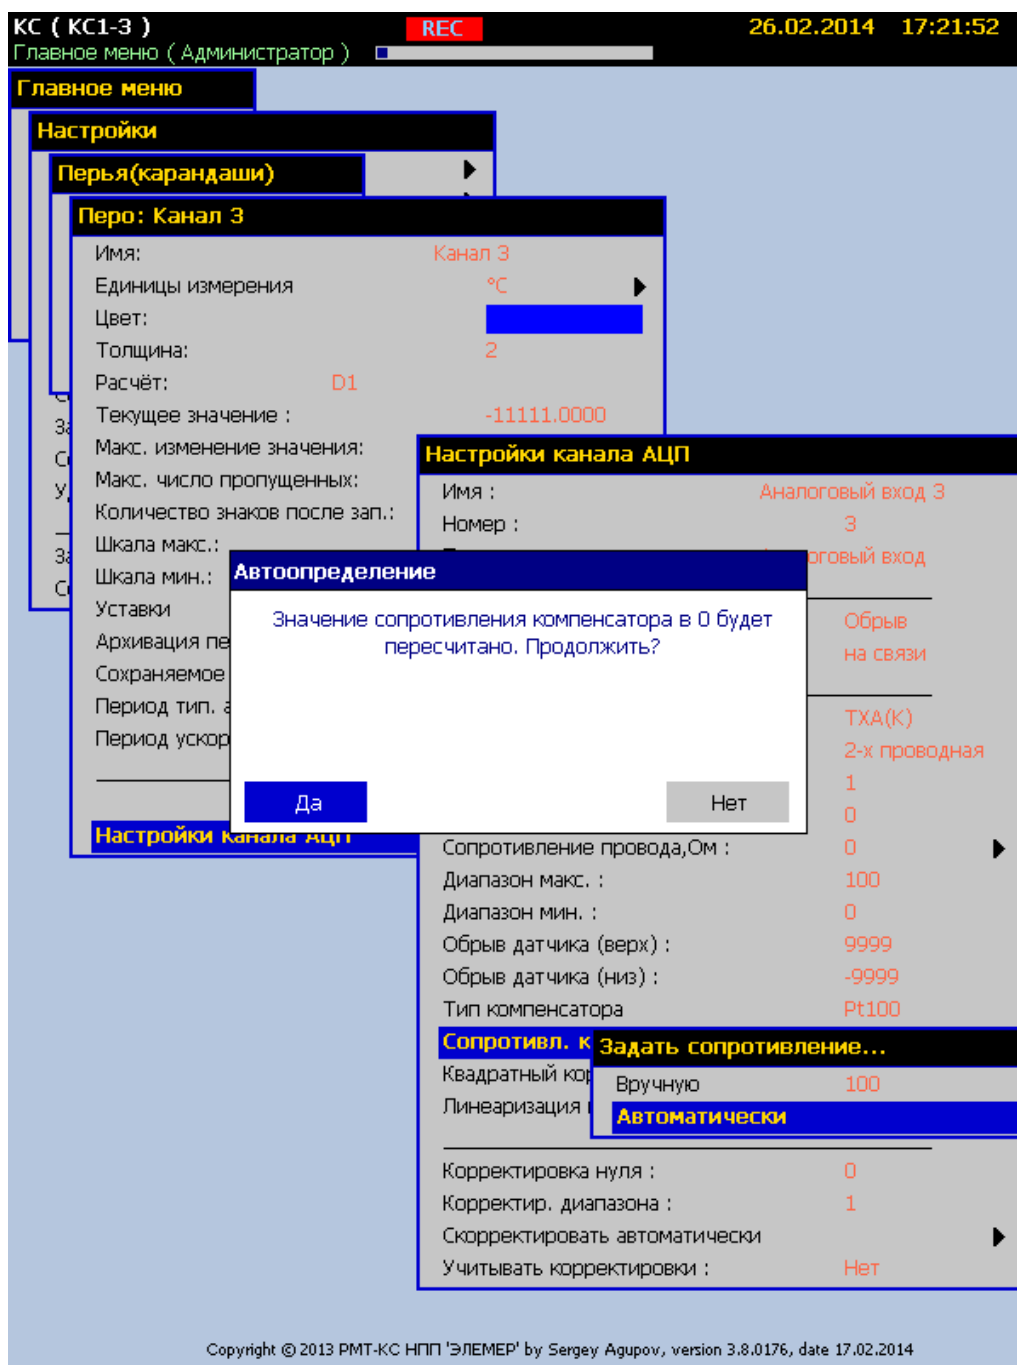 КС ( КС1-3 )
REC
26.02.2014 17:21:52
Главное меню ( Администратор )
Главное меню
Настройки
Перья(карандаши)
Перо: Канал 3
Имя: Канал 3
Единицы измерения °C
Цвет:
Толщина: 2
Расчёт: D1
Текущее значение : -11111.0000
Макс. изменение значения:
Макс. число пропущенных:
Количество знаков после зап.:
Шкала макс.:
Шкала мин.:
Уставки
Сохраняемое
Период тип.
Настройки канала АЦП
Настройки канала АЦП
Имя : Аналоговый вход 3
Номер : 3
вход
Обрыв
на связи
ТХА(К)
2-х проводная
1
0
Сопротивление провода,Ом : 0
Диапазон макс. : 100
Диапазон мин. : 0
Обрыв датчика (верх) : 9999
Обрыв датчика (низ) : -9999
Тип компенсатора Pt100
Сопротивл.
Квадратный
Линеаризация
Корректировка нуля : 0
Корректир. диапазона : 1
Скорректировать автоматически
Учитывать корректировки : Нет
Автоопределение
Значение сопротивления компенсатора в 0 будет
пересчитано. Продолжить?
Да
Нет
Задать сопротивление...
Вручную 100
Автоматически
Copyright © 2013 РМТ-КС НПП 'ЭЛЕМЕР' by Sergey Agupov, version 3.8.0176, date 17.02.2014